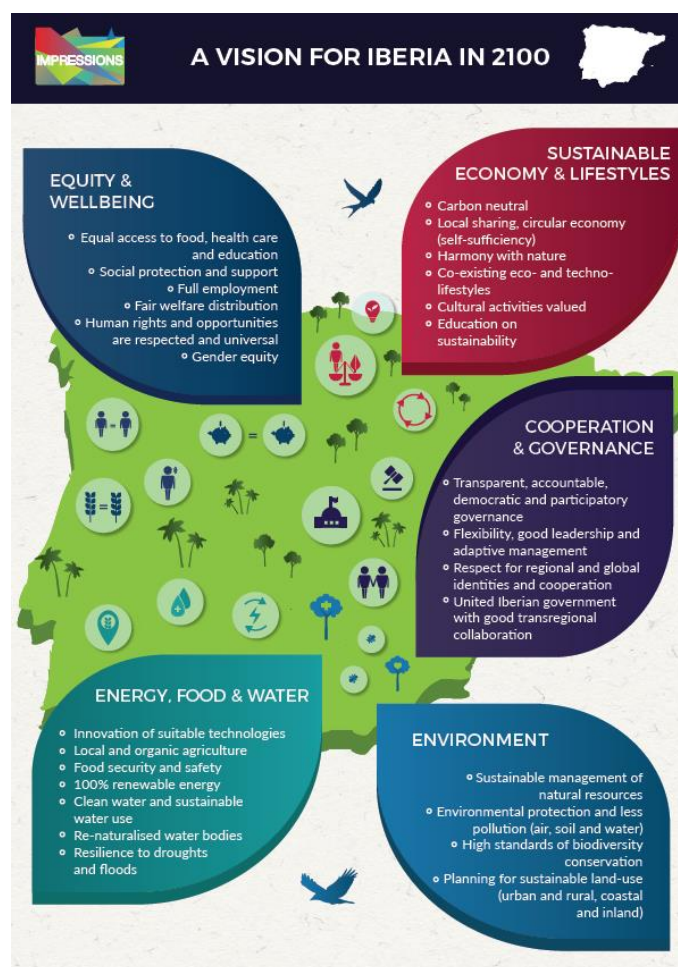 IMPRESSIONS
A VISION FOR IBERIA IN 2100
EQUITY &
WELLBEING
Equal access to food, health care
and education
Social protection and support
Full employment
Fair welfare distribution
Human rights and opportunities
are respected and universal
Gender equity
SUSTAINABLE
ECONOMY & LIFESTYLES
Carbon neutral
Local sharing, circular economy
(self-sufficiency)
Harmony with nature
Co-existing eco- and techno-
lifestyles
Cultural activities valued
Education on
sustainability
COOPERATION
& GOVERNANCE
Transparent, accountable,
democratic and participatory
governance
Flexibility, good leadership and
adaptive management
Respect for regional and global
identities and cooperation
United Iberian government
with good transregional
collaboration
ENERGY, FOOD & WATER
Innovation of suitable technologies
Local and organic agriculture
Food security and safety
100% renewable energy
Clean water and sustainable
water use
Re-naturalised water bodies
Resilience to droughts
and floods
ENVIRONMENT
Sustainable management of
natural resources
Environmental protection and less
pollution (air, soil and water)
High standards of biodiversity
conservation
Planning for sustainable land-use
(urban and rural, coastal
and inland)